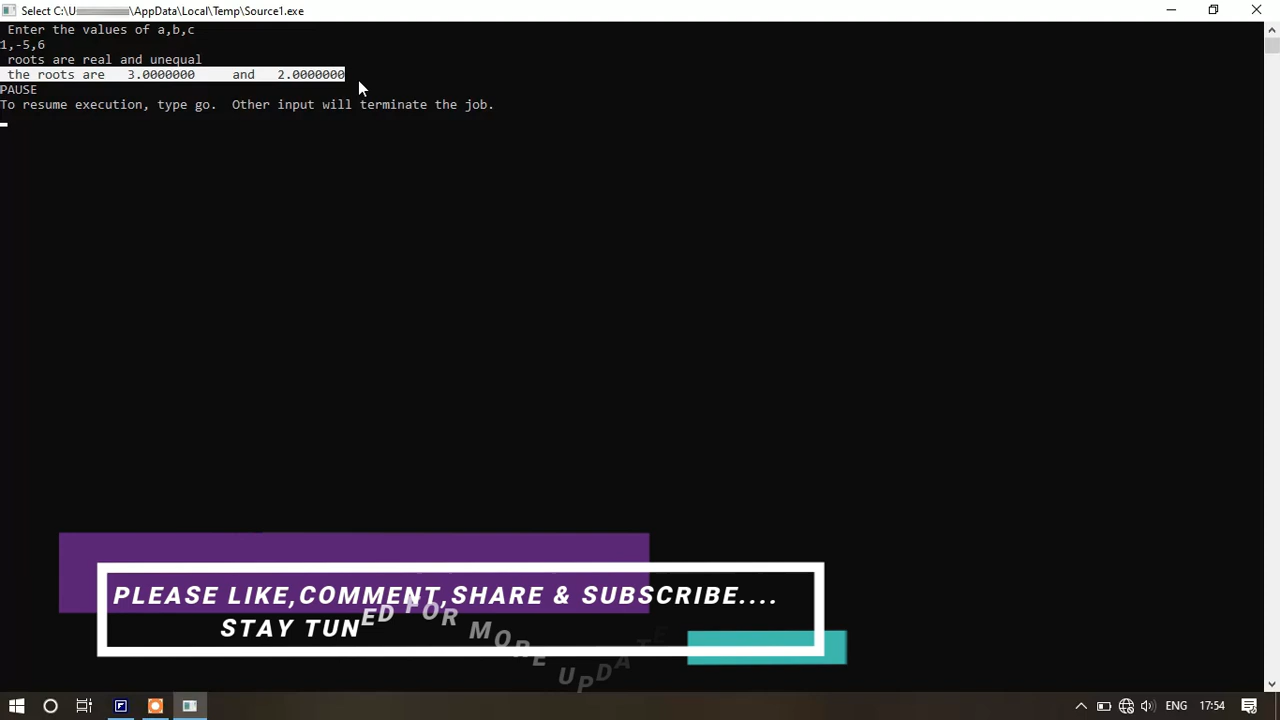 Select C:\U \AppData\Local\Temp\Source1.exe
Enter the values of a,b,c
1,-5,6
roots are real and unequal
the roots are 3.0000000 and 2.0000000
PAUSE
To resume execution, type go. Other input will terminate the job.
PLEASE LIKE,COMMENT,SHARE & SUBSCRIBE....
STAY TUNED FOR MORE UPDATE
ENG 17:54